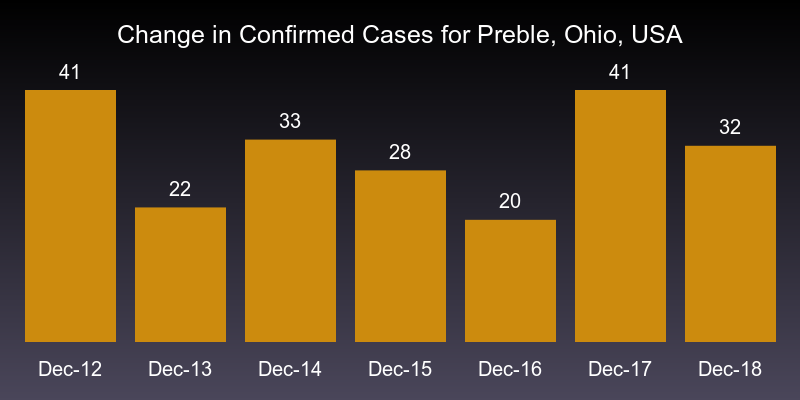 Change in Confirmed Cases for Preble, Ohio, USA
41
22
33
28
20
41
32
Dec-12
Dec-13
Dec-14
Dec-15
Dec-16
Dec-17
Dec-18